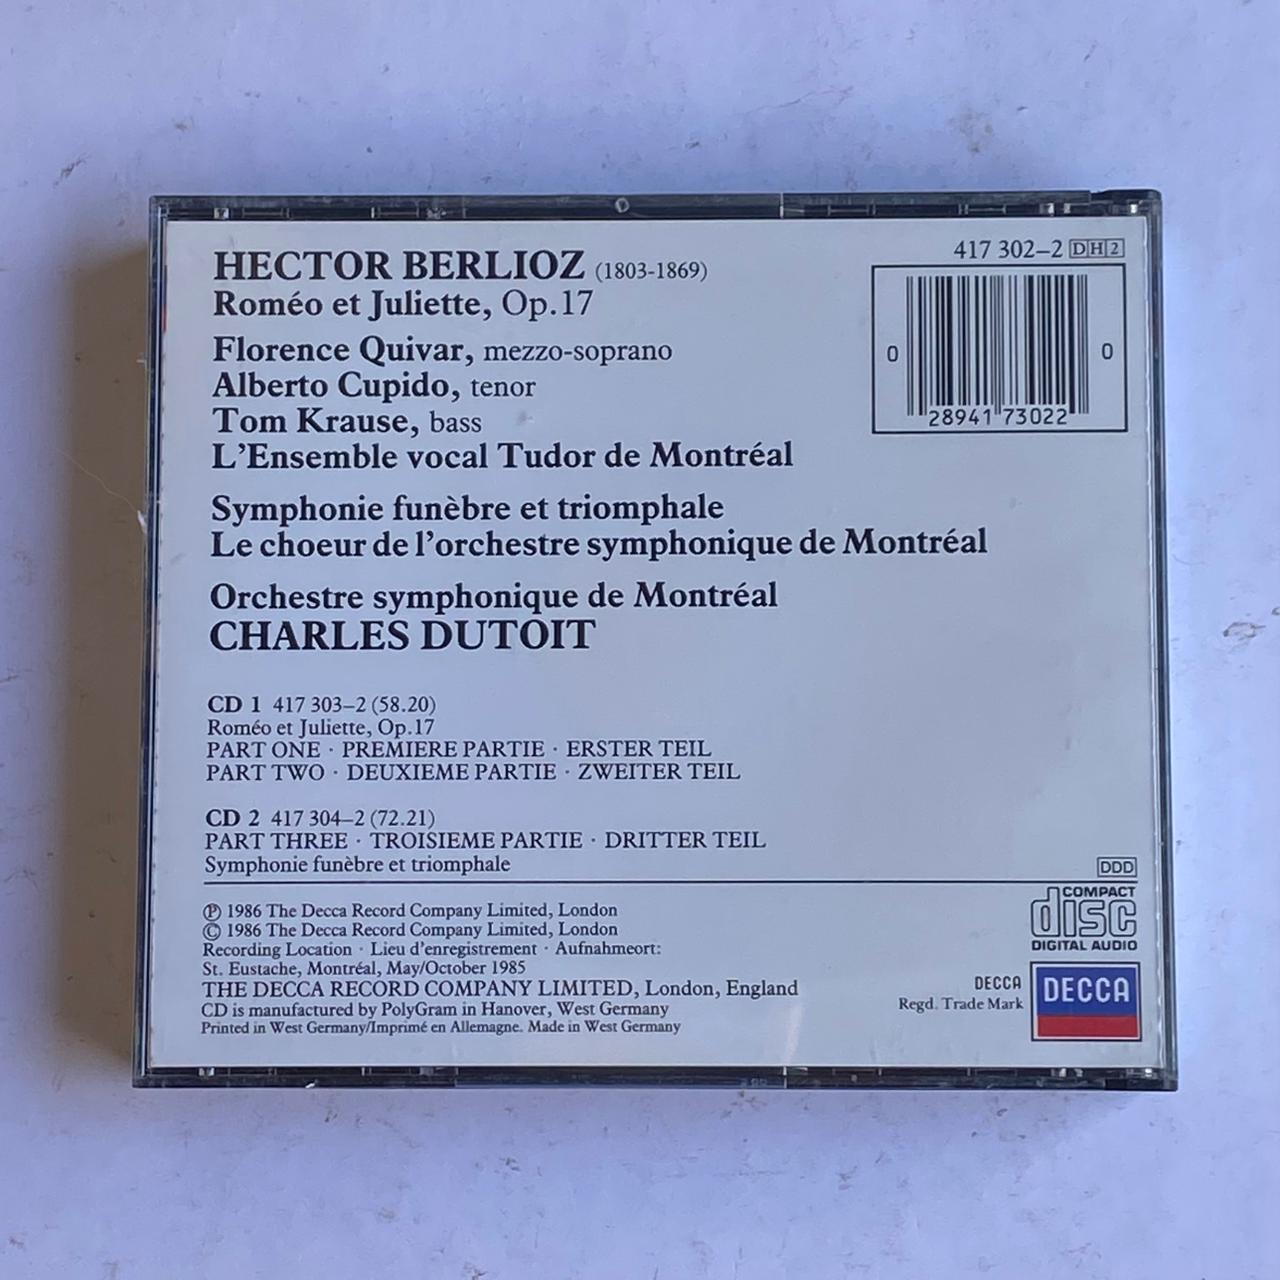 HECTOR BERLIOZ (1803-1869)
Roméo et Juliette, Op.17
Florence Quivar, mezzo-soprano
Alberto Cupido, tenor
Tom Krause, bass
L'Ensemble vocal Tudor de Montréal
Symphonie funèbre et triomphale
Le choeur de l'orchestre symphonique de Montréal
Orchestre symphonique de Montréal
CHARLES DUTOIT
417 302-2 DH2
0 28941 73022 0
CD 1 417 303-2 (58.20)
Roméo et Juliette, Op.17
PART ONE · PREMIERE PARTIE · ERSTER TEIL
PART TWO · DEUXIEME PARTIE · ZWEITER TEIL
CD 2 417 304-2 (72.21)
PART THREE · TROISIEME PARTIE · DRITTER TEIL
Symphonie funèbre et triomphale
DDD
℗ 1986 The Decca Record Company Limited, London
© 1986 The Decca Record Company Limited, London
Recording Location · Lieu d'enregistrement · Aufnahmeort:
St. Eustache, Montréal, May/October 1985
THE DECCA RECORD COMPANY LIMITED, London, England
CD is manufactured by PolyGram in Hanover, West Germany
Printed in West Germany/Imprimé en Allemagne. Made in West Germany
COMPACT
disc
DIGITAL AUDIO
DECCA
Regd. Trade Mark
DECCA